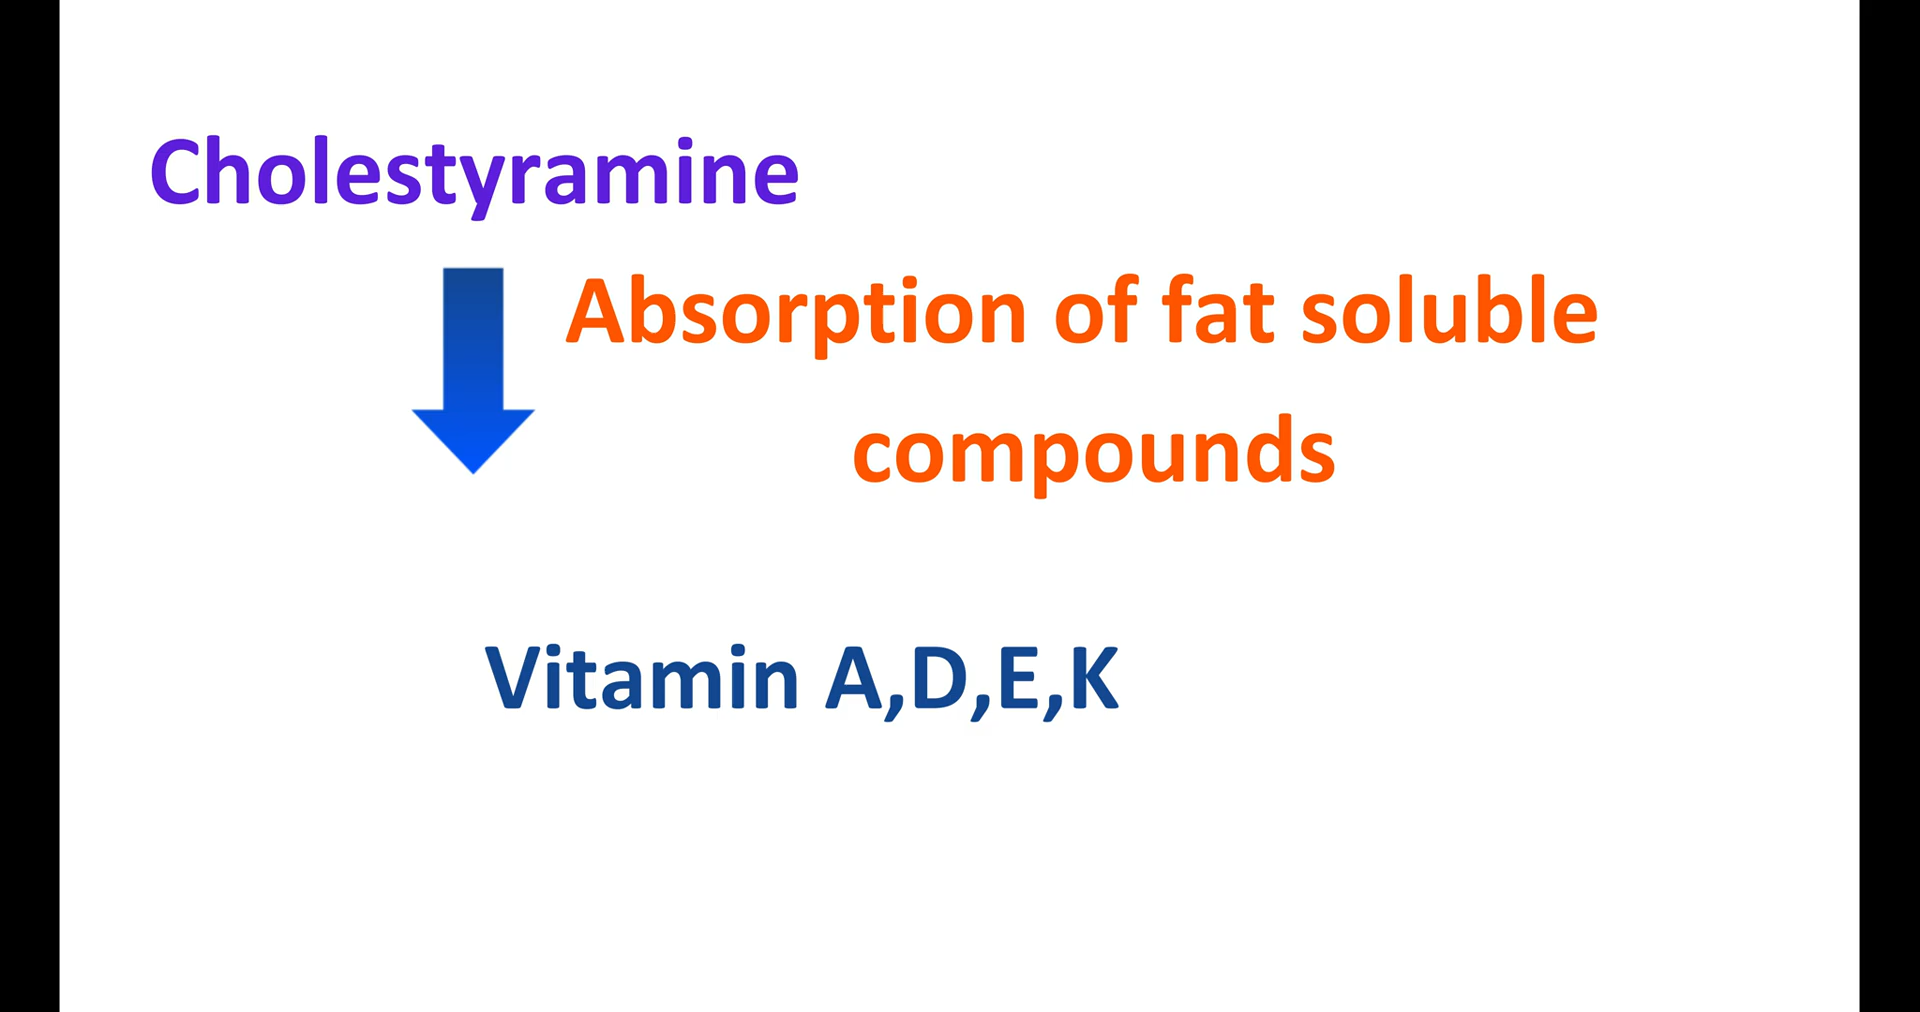 Cholestyramine
Absorption of fat soluble
compounds
Vitamin A,D,E,K